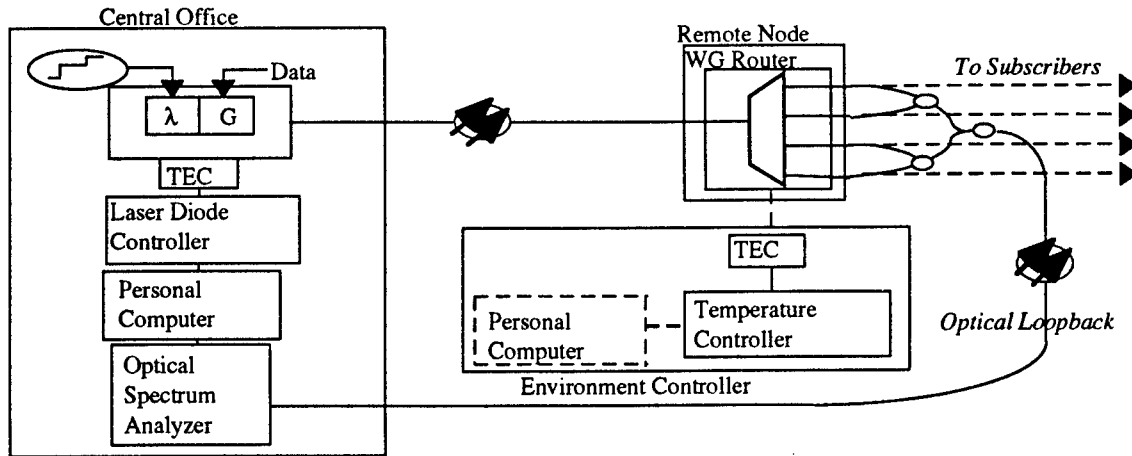 Central Office
Data
λ G
TEC
Laser Diode
Controller
Personal
Computer
Optical
Spectrum
Analyzer
Remote Node
WG Router
To Subscribers
TEC
Temperature
Controller
Personal
Computer
Environment Controller
Optical Loopback